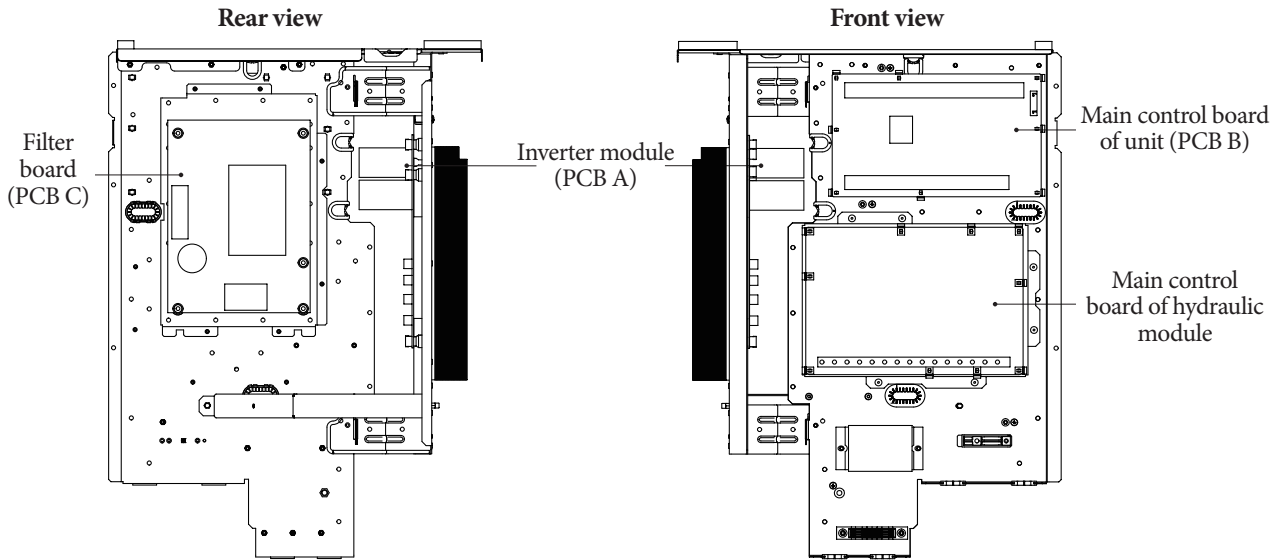 Rear view
Front view
Filter
board
(PCB C)
Inverter module
(PCB A)
Main control board
of unit (PCB B)
Main control
board of hydraulic
module